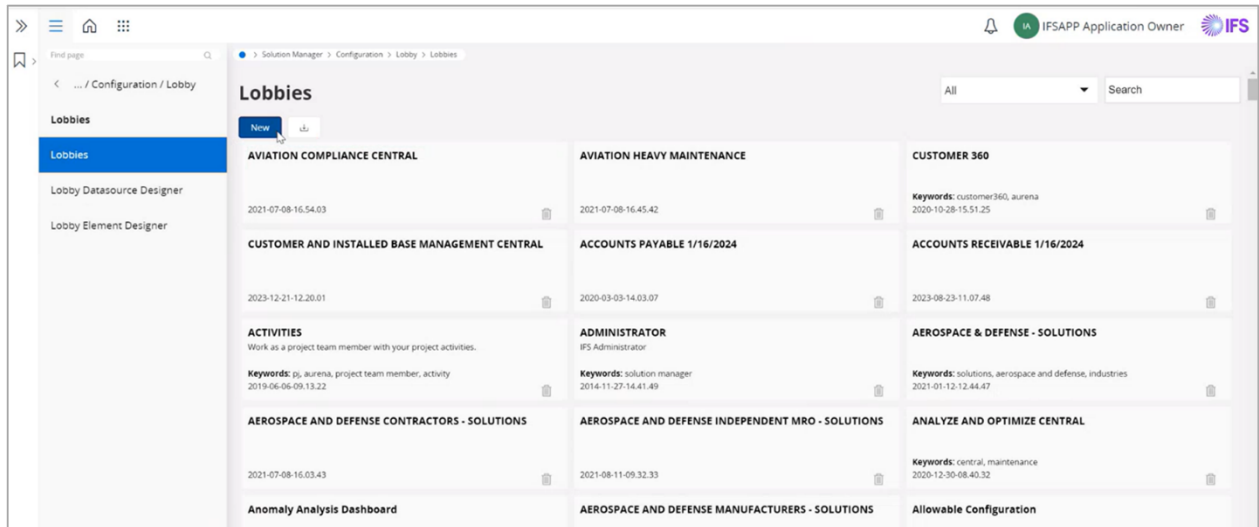 IA IFSAPP Application Owner IFS
Find page
> Solution Manager > Configuration > Lobby > Lobbies
< ... / Configuration / Lobby
Lobbies
Lobbies
Lobby Datasource Designer
Lobby Element Designer
Lobbies
All
Search
New
AVIATION COMPLIANCE CENTRAL
2021-07-08-16.54.03
AVIATION HEAVY MAINTENANCE
2021-07-08-16.45.42
CUSTOMER 360
Keywords: customer360, aurena
2020-10-28-15.51.25
CUSTOMER AND INSTALLED BASE MANAGEMENT CENTRAL
2023-12-21-12.20.01
ACCOUNTS PAYABLE 1/16/2024
2020-03-03-14.03.07
ACCOUNTS RECEIVABLE 1/16/2024
2023-08-23-11.07.48
ACTIVITIES
Work as a project team member with your project activities.
Keywords: pj, aurena, project team member, activity
2019-06-06-09.13.22
ADMINISTRATOR
IFS Administrator
Keywords: solution manager
2014-11-27-14.41.49
AEROSPACE & DEFENSE - SOLUTIONS
Keywords: solutions, aerospace and defense, industries
2021-01-12-12.44.47
AEROSPACE AND DEFENSE CONTRACTORS - SOLUTIONS
2021-07-08-16.03.43
AEROSPACE AND DEFENSE INDEPENDENT MRO - SOLUTIONS
2021-08-11-09.32.33
ANALYZE AND OPTIMIZE CENTRAL
Keywords: central, maintenance
2020-12-30-08.40.32
Anomaly Analysis Dashboard
AEROSPACE AND DEFENSE MANUFACTURERS - SOLUTIONS
Allowable Configuration